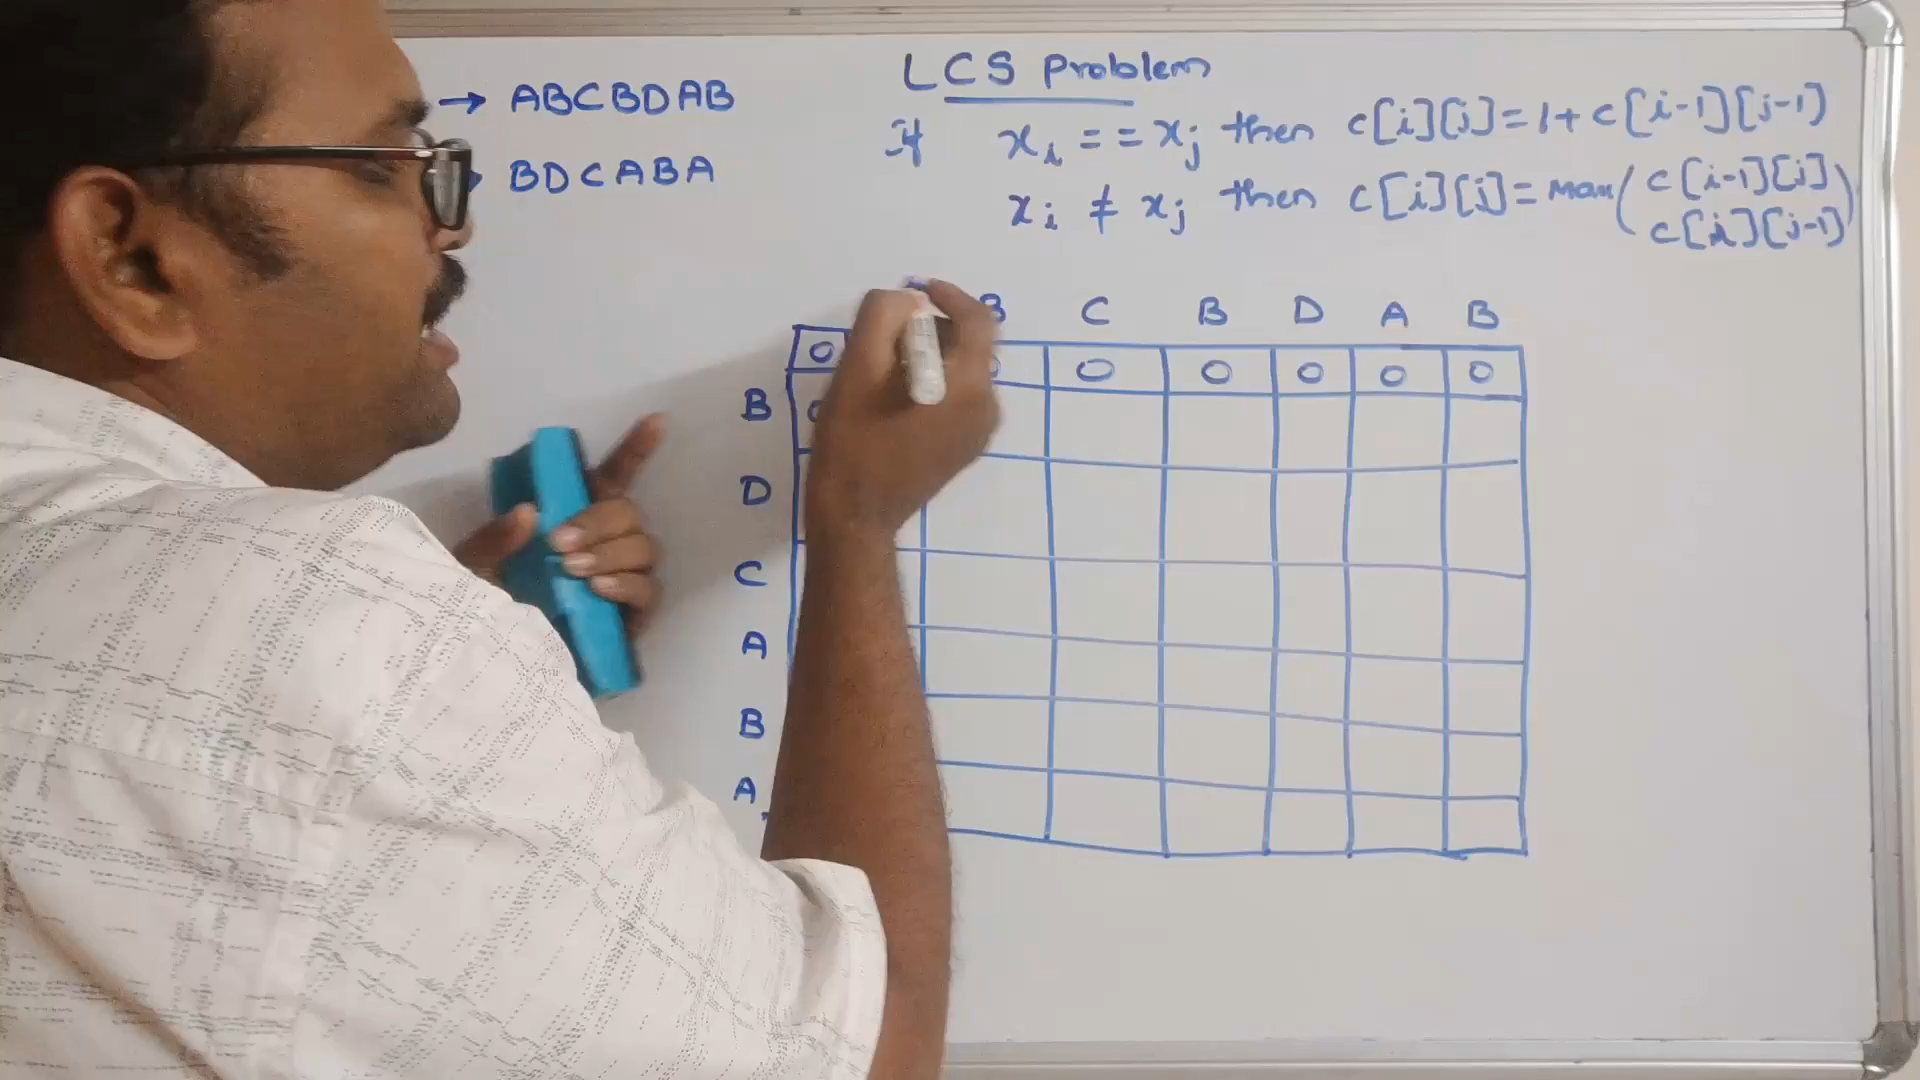 LCS Problem
→ ABCBDAB
BDCABA
If xi == xj then c[i][j]=1+c[i-1][j-1]
xi ≠ xj then c[i][j]=Max(c[i-1][j]
c[i][j-1])
B C B D A B
0 0 0 0 0 0 0
B 0
D
C
A
B
A